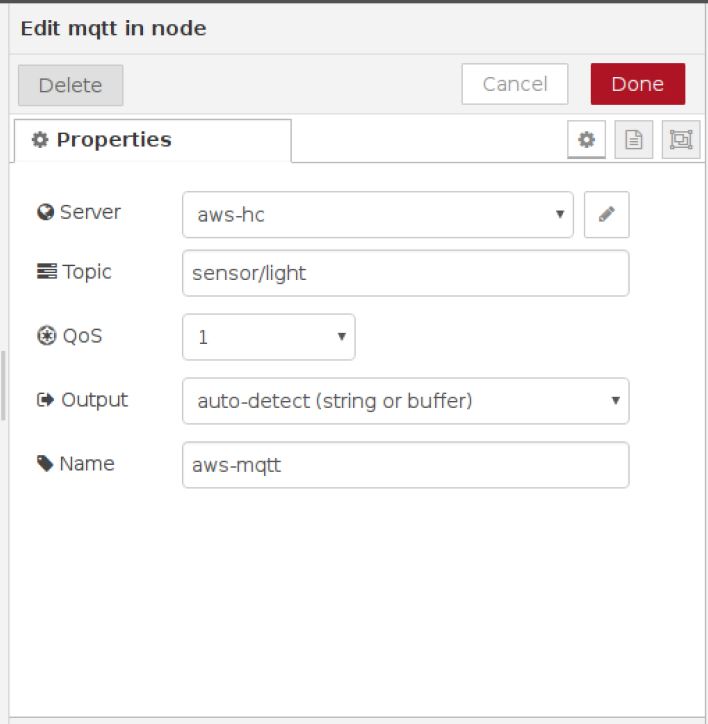 Edit mqtt in node
Delete Cancel Done
Properties
Server aws-hc
Topic sensor/light
QoS 1
Output auto-detect (string or buffer)
Name aws-mqtt